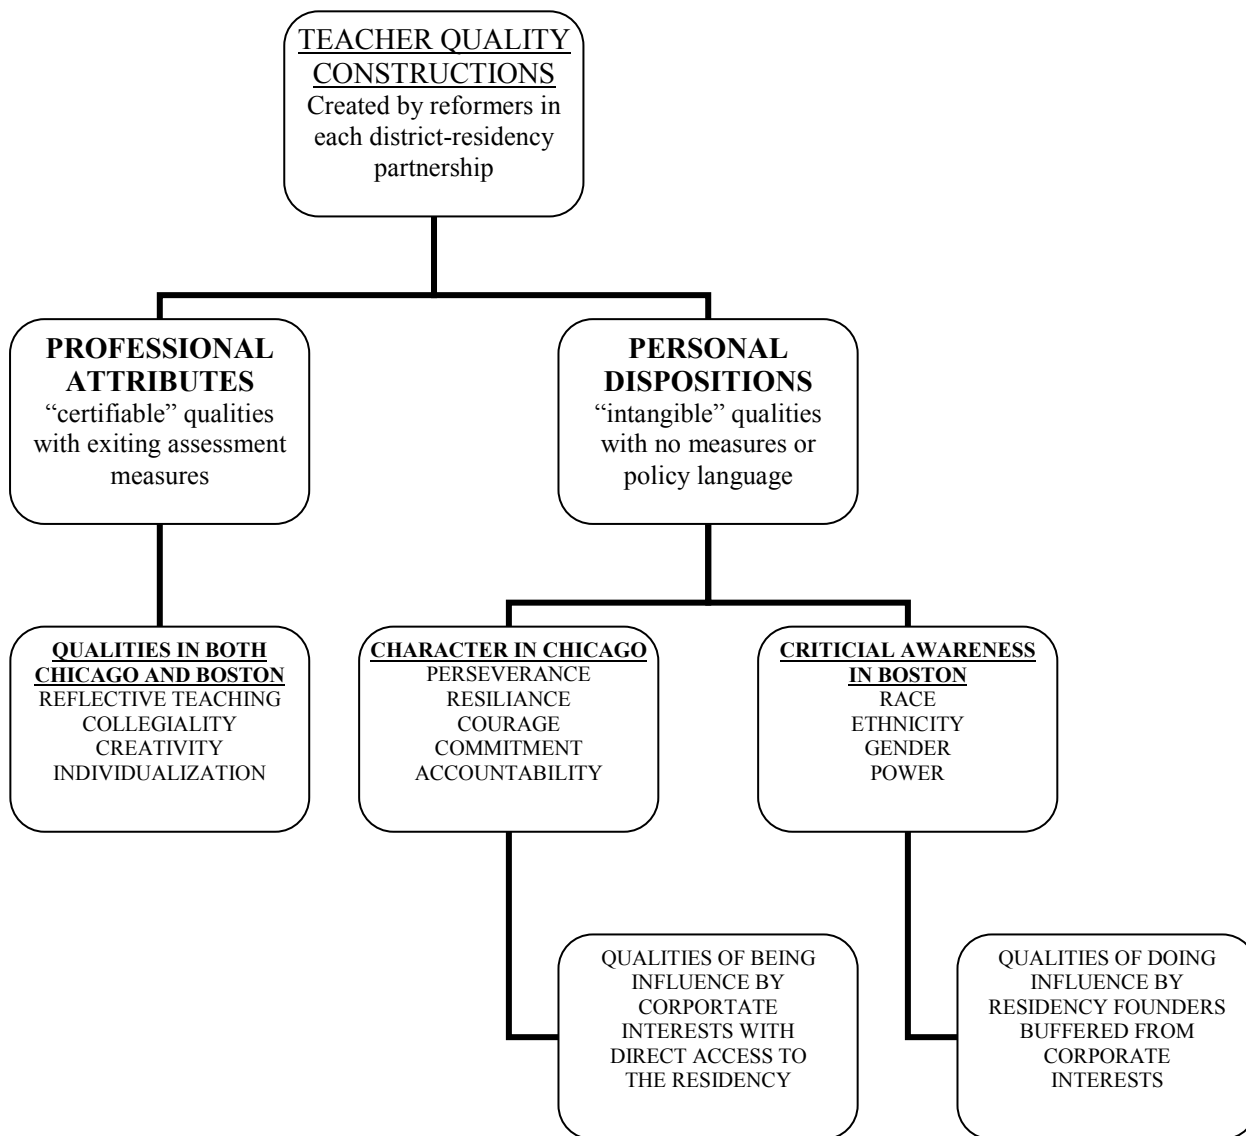 TEACHER QUALITY
CONSTRUCTIONS
Created by reformers in
each district-residency
partnership
PROFESSIONAL
ATTRIBUTES
“certifiable” qualities
with exiting assessment
measures
PERSONAL
DISPOSITIONS
“intangible” qualities
with no measures or
policy language
QUALITIES IN BOTH
CHICAGO AND BOSTON
REFLECTIVE TEACHING
COLLEGIALITY
CREATIVITY
INDIVIDUALIZATION
CHARACTER IN CHICAGO
PERSEVERANCE
RESILIANCE
COURAGE
COMMITMENT
ACCOUNTABILITY
CRITICIAL AWARENESS
IN BOSTON
RACE
ETHNICITY
GENDER
POWER
QUALITIES OF BEING
INFLUENCE BY
CORPORTATE
INTERESTS WITH
DIRECT ACCESS TO
THE RESIDENCY
QUALITIES OF DOING
INFLUENCE BY
RESIDENCY FOUNDERS
BUFFERED FROM
CORPORATE
INTERESTS